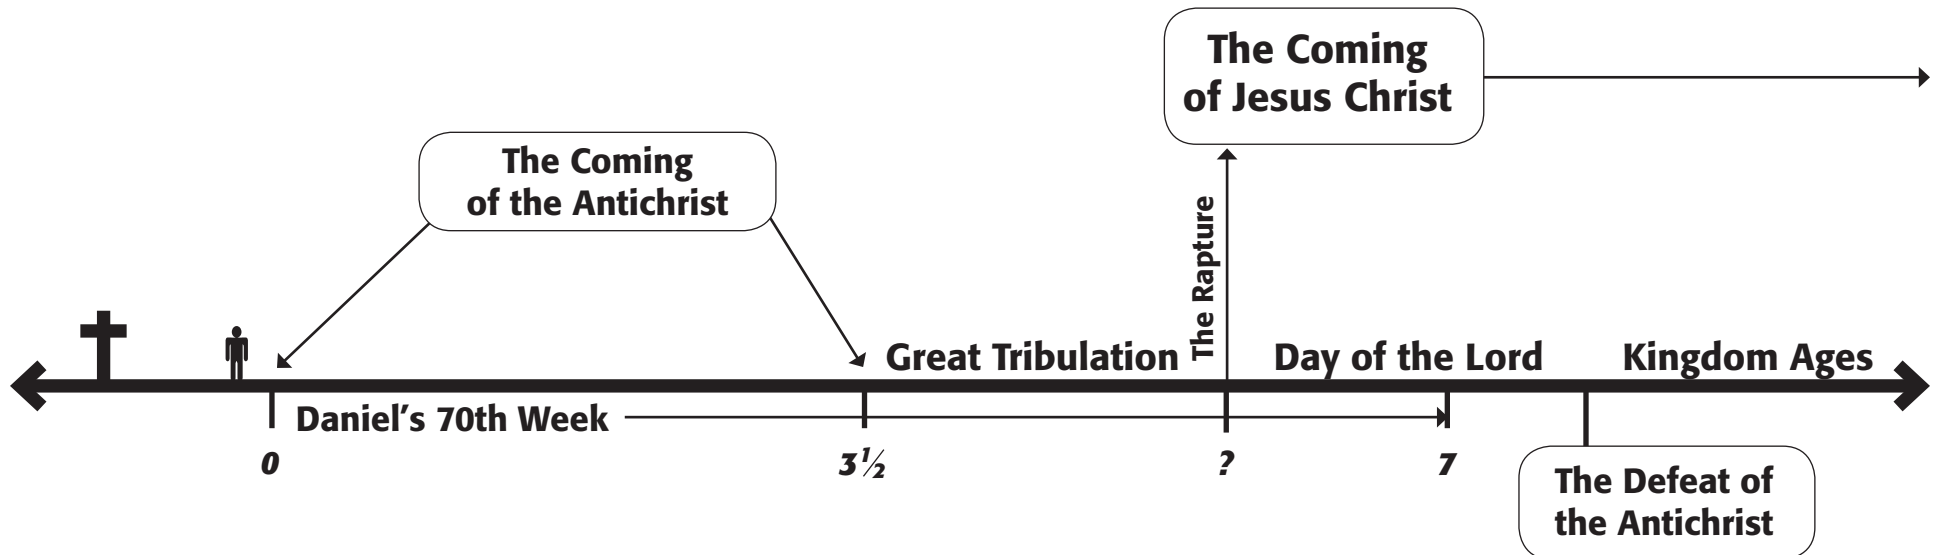 The Coming
of Jesus Christ
The Coming
of the Antichrist
The Rapture
Great Tribulation
Day of the Lord
Kingdom Ages
Daniel's 70th Week
0
3½
?
7
The Defeat of
the Antichrist